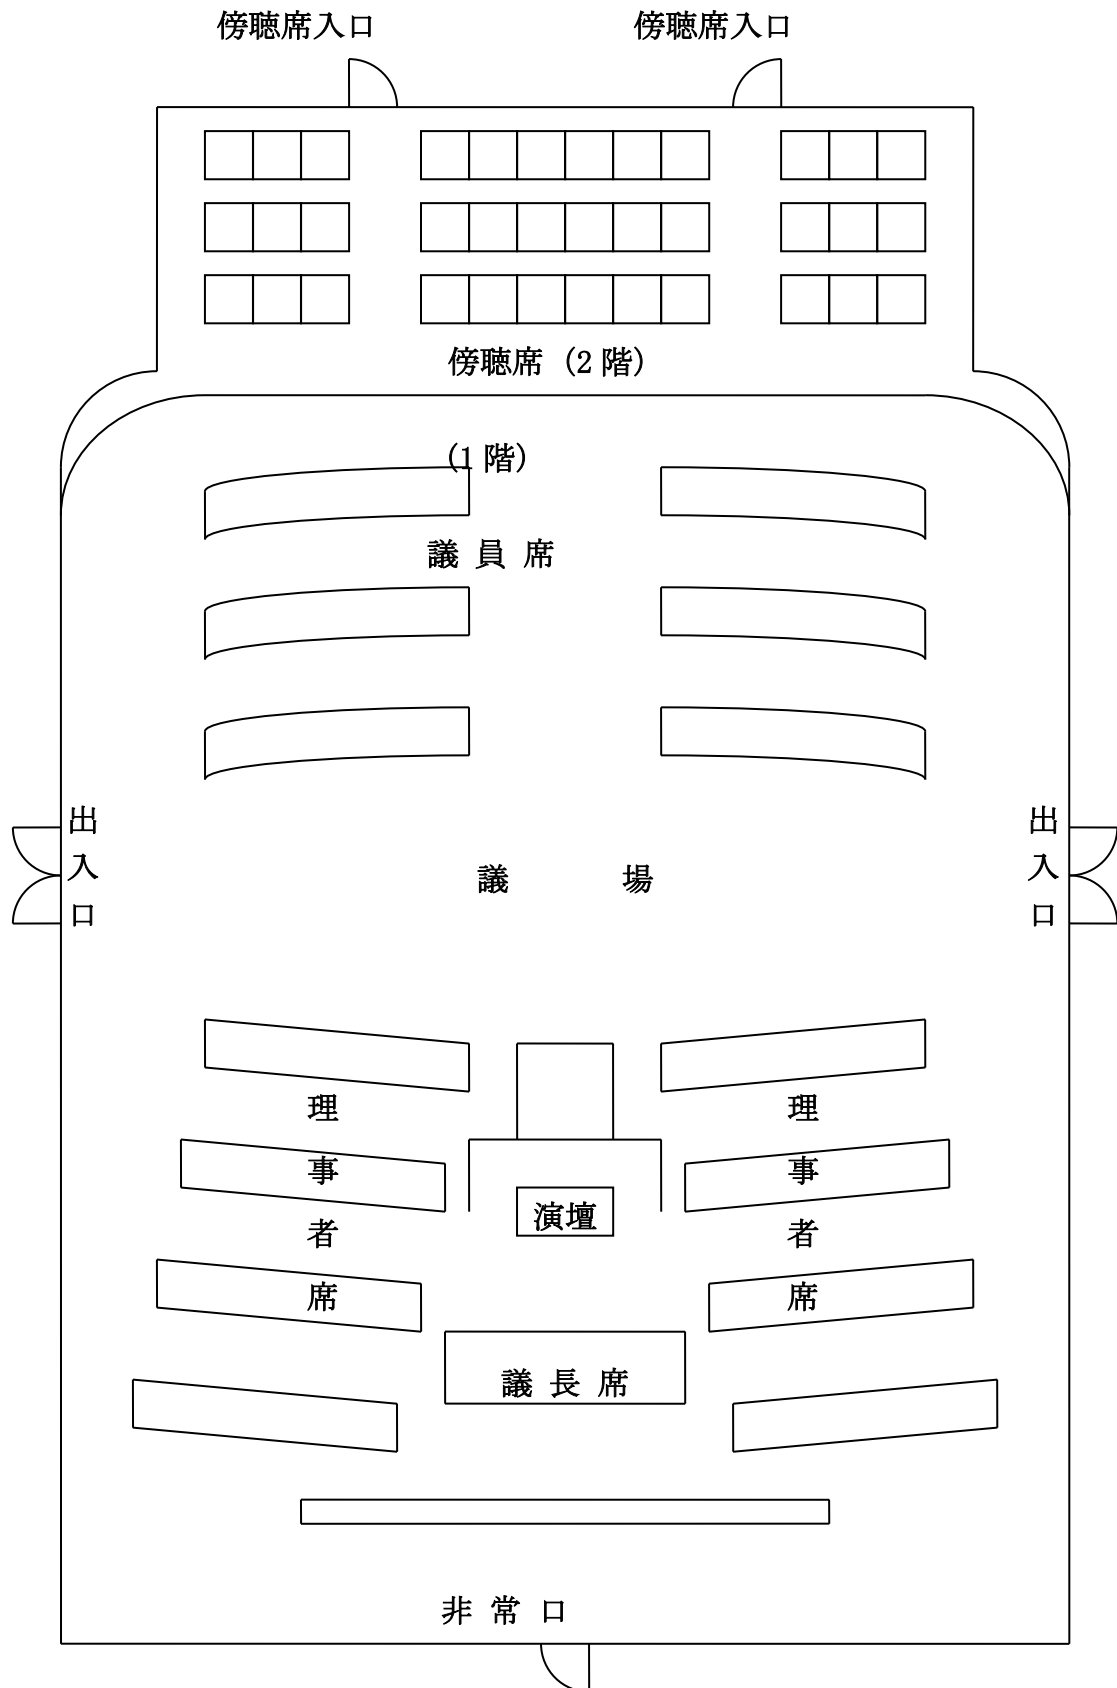 傍聴席入口
傍聴席入口
傍聴席 (2 階)
(1 階)
議 員 席
出入口
出入口
議 場
理事者席
理事者席
演壇
議 長 席
非 常 口